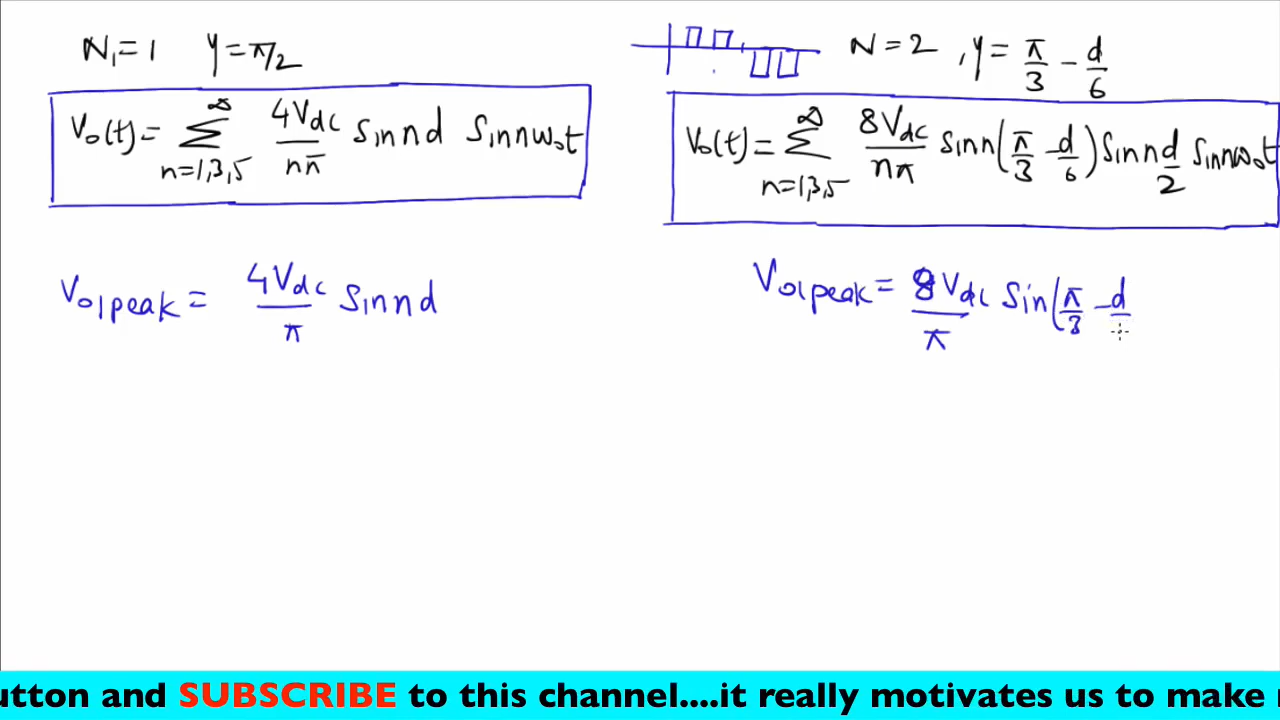 N₁=1 γ=π/2
V₀(t)= Σ n=1,3,5 ∞ 4Vdc/nπ sin nd sin nω₀t
V₀₁peak = 4Vdc/π sin nd
N=2 , γ= π/3 - d/6
V₀(t)= Σ n=1,3,5 ∞ 8Vdc/nπ sin n(π/3 - d/6) sin nd/2 sin nω₀t
V₀₁peak = 8Vdc/π sin(π/3 - d/
utton and SUBSCRIBE to this channel....it really motivates us to make